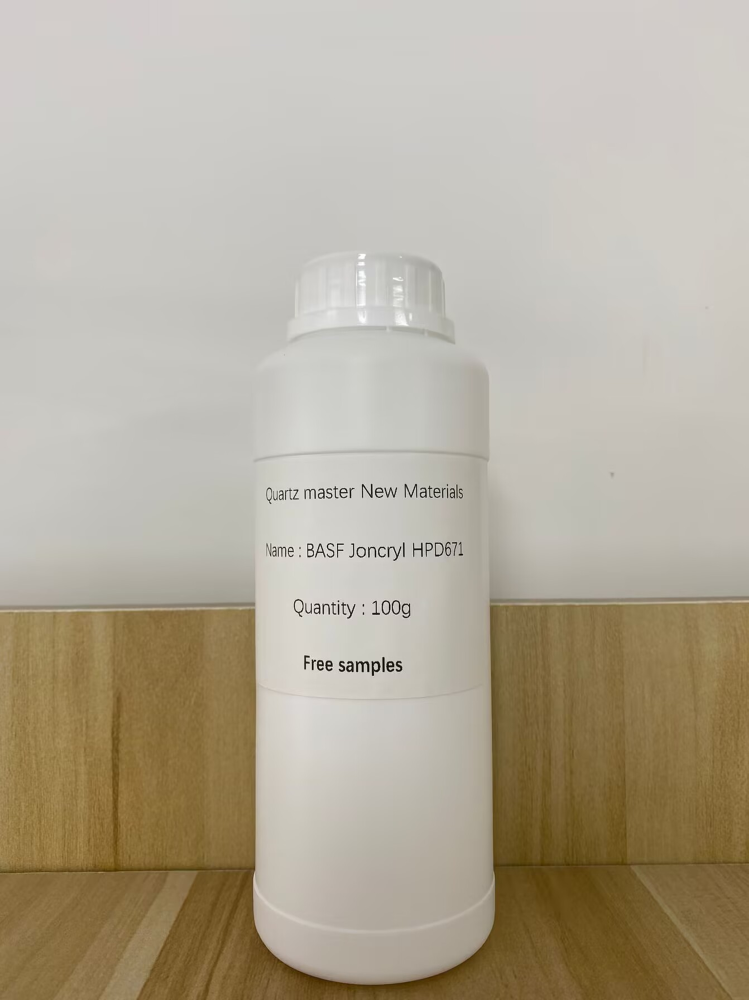 Quartz master New Materials
Name : BASF Joncryl HPD671
Quantity : 100g
Free samples